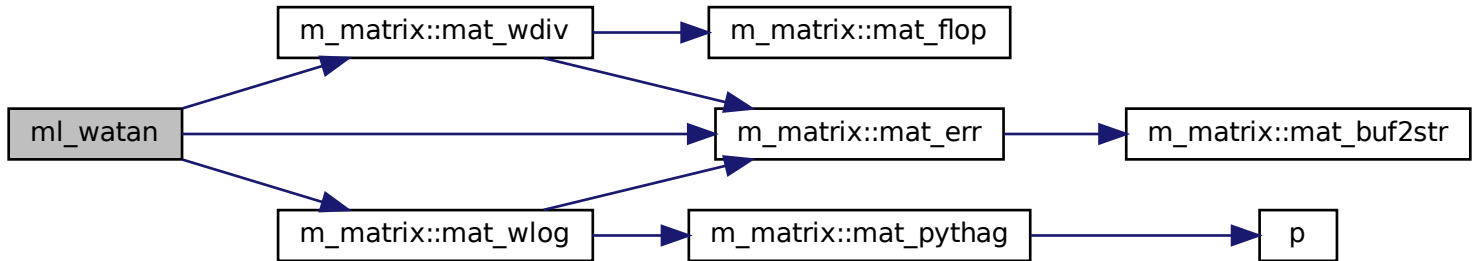 m_matrix::mat_wdiv
m_matrix::mat_flop
ml_watan
m_matrix::mat_err
m_matrix::mat_buf2str
m_matrix::mat_wlog
m_matrix::mat_pythag
p